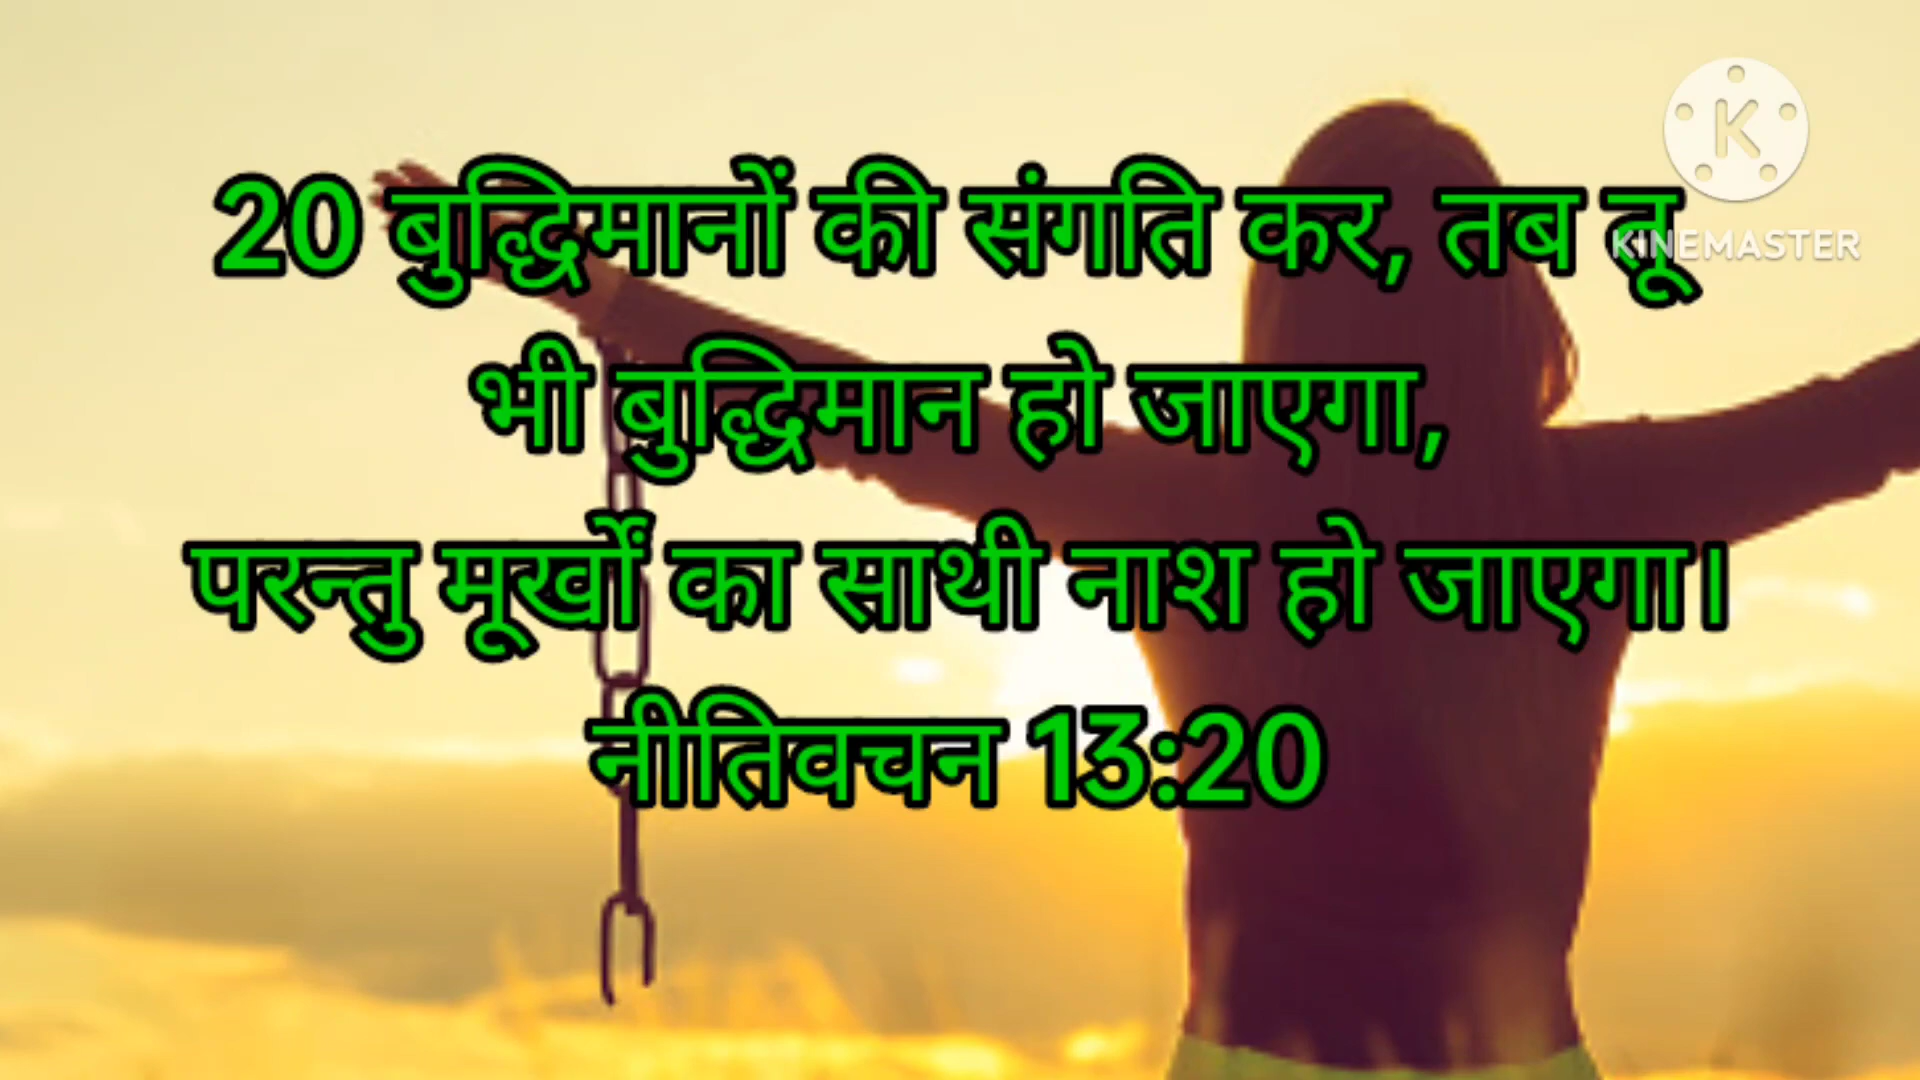 20 बुद्धिमानों की संगति कर, तब तू
भी बुद्धिमान हो जाएगा,
परन्तु मूर्खों का साथी नाश हो जाएगा।
नीतिवचन 13:20
K
KINEMASTER